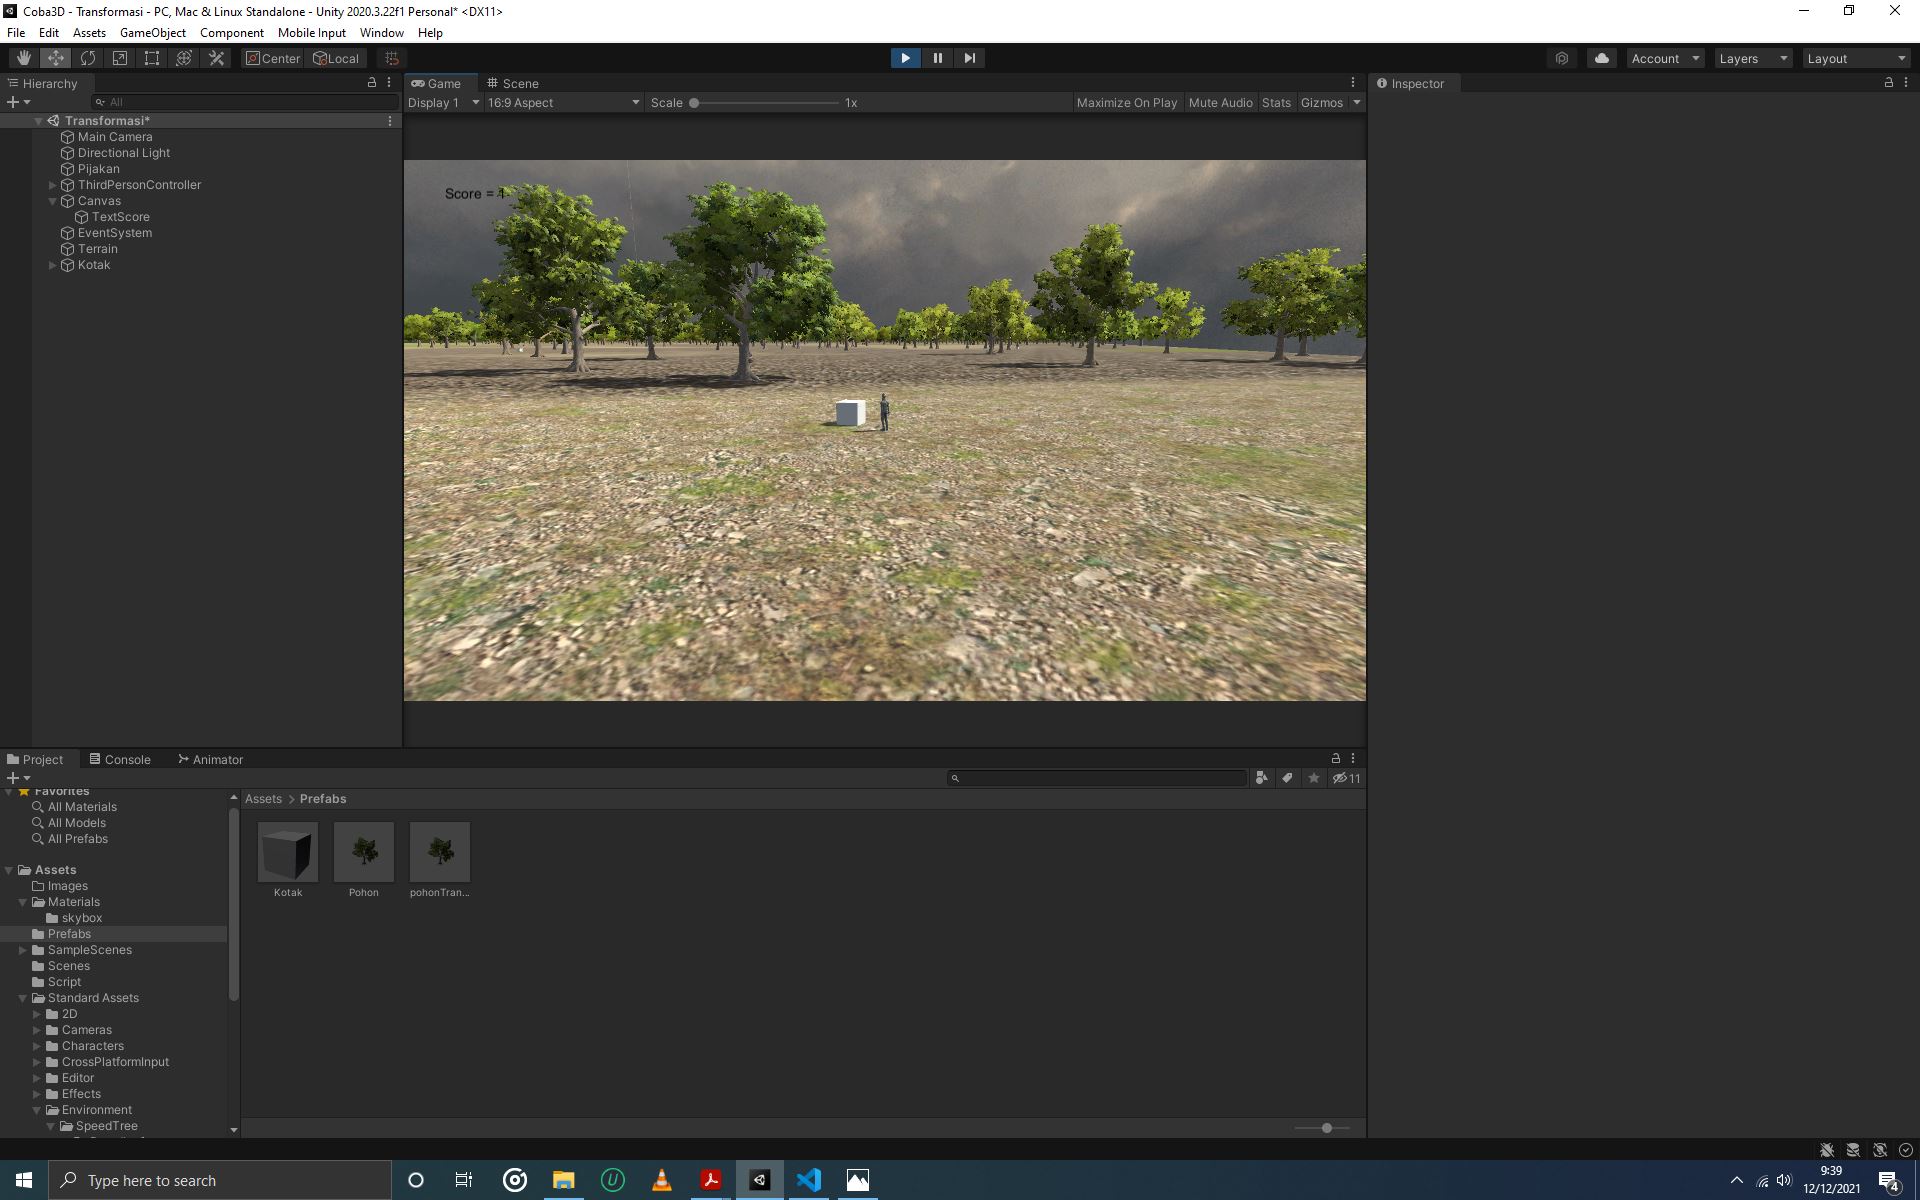 Coba3D - Transformasi - PC, Mac & Linux Standalone - Unity 2020.3.22f1 Personal* <DX11>
File Edit Assets GameObject Component Mobile Input Window Help
Center Local Account Layers Layout
Hierarchy
All
Transformasi*
Main Camera
Directional Light
Pijakan
ThirdPersonController
Canvas
TextScore
EventSystem
Terrain
Kotak
Game Scene
Display 1 16:9 Aspect Scale 1x Maximize On Play Mute Audio Stats Gizmos
Score =
Inspector
Project Console Animator
11
Favorites
All Materials
All Models
All Prefabs
Assets
Images
Materials
skybox
Prefabs
SampleScenes
Scenes
Script
Standard Assets
2D
Cameras
Characters
CrossPlatformInput
Editor
Effects
Environment
SpeedTree
Assets > Prefabs
Kotak Pohon pohonTran...
Type here to search
9:39
12/12/2021
4